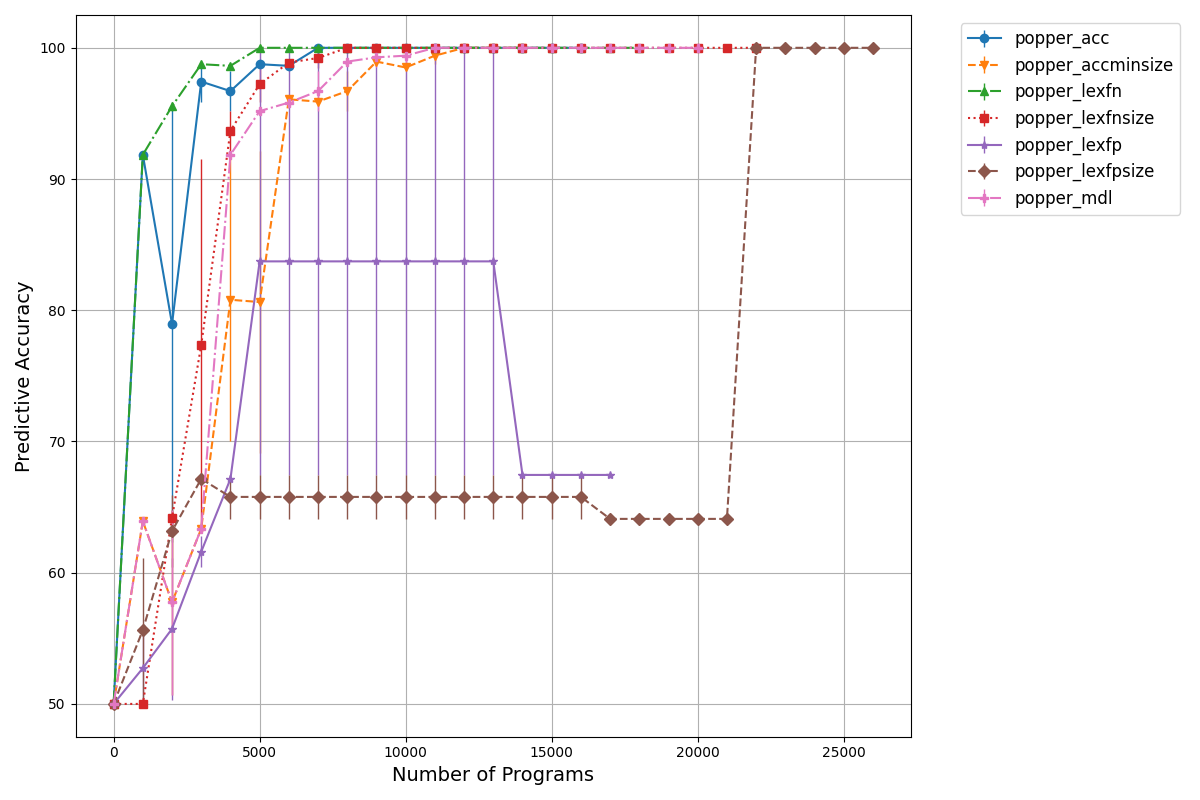 100
90
80
70
60
50
Predictive Accuracy
0
5000
10000
15000
20000
25000
Number of Programs
popper_acc
popper_accminsize
popper_lexfn
popper_lexfnsize
popper_lexfp
popper_lexfpsize
popper_mdl